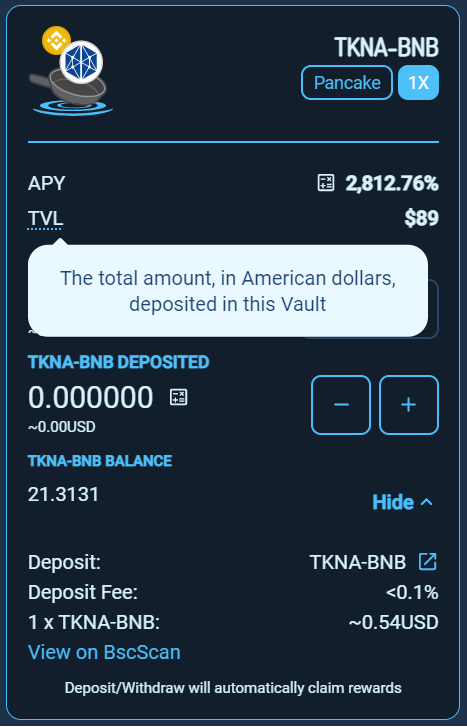 TKNA-BNB
Pancake 1X
APY 2,812.76%
TVL $89
The total amount, in American dollars,
deposited in this Vault
TKNA-BNB DEPOSITED
0.000000
~0.00USD
− +
TKNA-BNB BALANCE
21.3131
Hide
Deposit: TKNA-BNB
Deposit Fee: <0.1%
1 x TKNA-BNB: ~0.54USD
View on BscScan
Deposit/Withdraw will automatically claim rewards